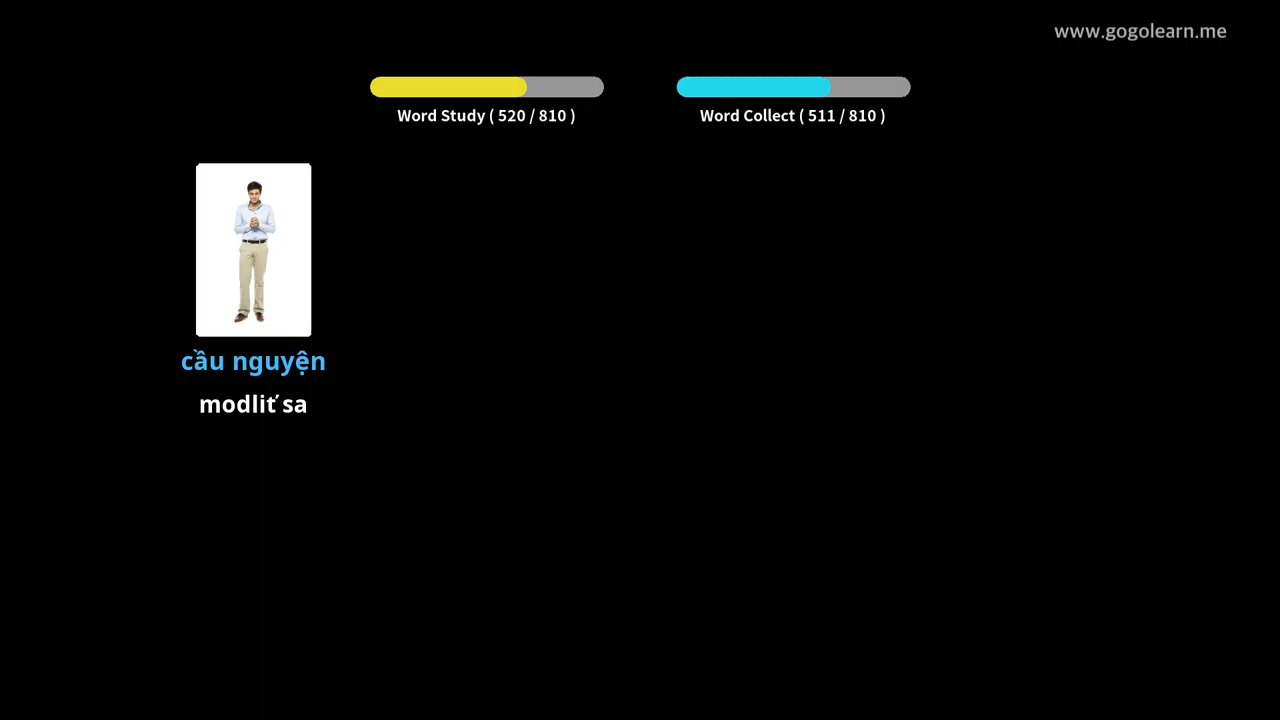 www.gogolearn.me
Word Study ( 520 / 810 )
Word Collect ( 511 / 810 )
cầu nguyện
modliť sa